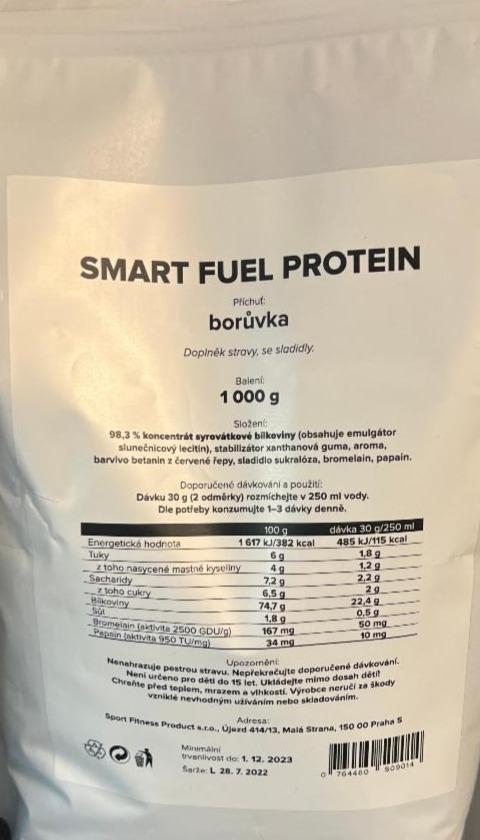 SMART FUEL PROTEIN
Příchuť:
borůvka
Doplněk stravy, se sladidly.
Balení:
1 000 g
Složení:
98,3 % koncentrát syrovátkové bílkoviny (obsahuje emulgátor
slunečnicový lecitin), stabilizátor xanthanová guma, aroma,
barvivo betanin z červené řepy, sladidlo sukralóza, bromelain, papain.
Doporučené dávkování a použití:
Dávku 30 g (2 odměrky) rozmíchejte v 250 ml vody.
Dle potřeby konzumujte 1–3 dávky denně.
100 g dávka 30 g/250 ml
Energetická hodnota 1 617 kJ/382 kcal 485 kJ/115 kcal
Tuky 6 g 1,8 g
z toho nasycené mastné kyseliny 4 g 1,2 g
Sacharidy 7,2 g 2,2 g
z toho cukry 6,5 g 2 g
Bílkoviny 74,7 g 22,4 g
Sůl 1,8 g 0,5 g
Bromelain (aktivita 2500 GDU/g) 167 mg 50 mg
Papain (aktivita 950 TU/mg) 34 mg 10 mg
Upozornění:
Nenahrazuje pestrou stravu. Nepřekračujte doporučené dávkování.
Není určeno pro děti do 15 let. Ukládejte mimo dosah dětí!
Chraňte před teplem, mrazem a vlhkostí. Výrobce neručí za škody
vzniklé nevhodným užíváním nebo skladováním.
Adresa:
Sport Fitness Product s.r.o., Újezd 414/13, Malá Strana, 150 00 Praha 5
Minimální
trvanlivost do: 1. 12. 2023
Šarže: L 28. 7. 2022
0 764460 509014